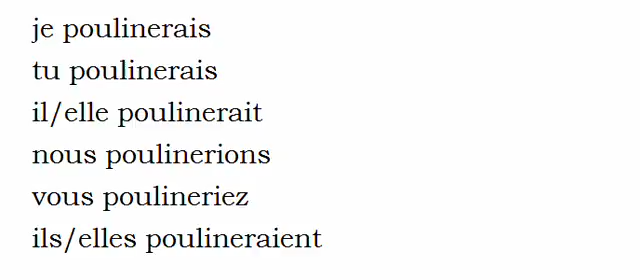 je poulinerais
tu poulinerais
il/elle poulinerait
nous poulinerions
vous poulineriez
ils/elles poulineraient